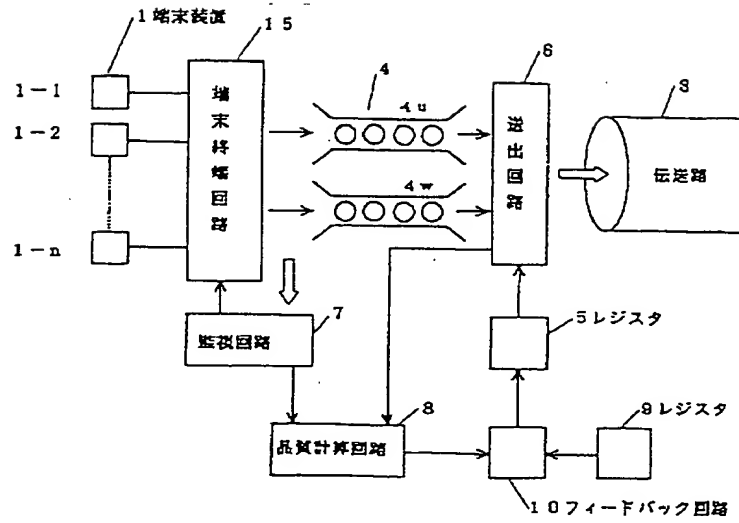 1端末装置
15
1-1
1-2
1-n
端末終端回路
4
4u
4w
6
送出回路
3
伝送路
監視回路
7
5レジスタ
品質計算回路
8
9レジスタ
10フィードバック回路